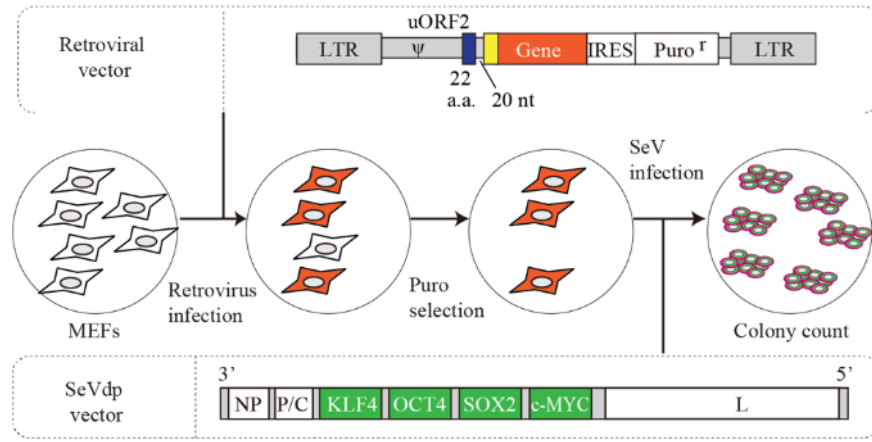 uORF2
Retroviral
vector
LTR ψ Gene IRES Puro r LTR
22
a.a.
20 nt
SeV
infection
Retrovirus
infection
Puro
selection
MEFs
Colony count
3’ 5’
SeVdp
vector
NP P/C KLF4 OCT4 SOX2 c-MYC L